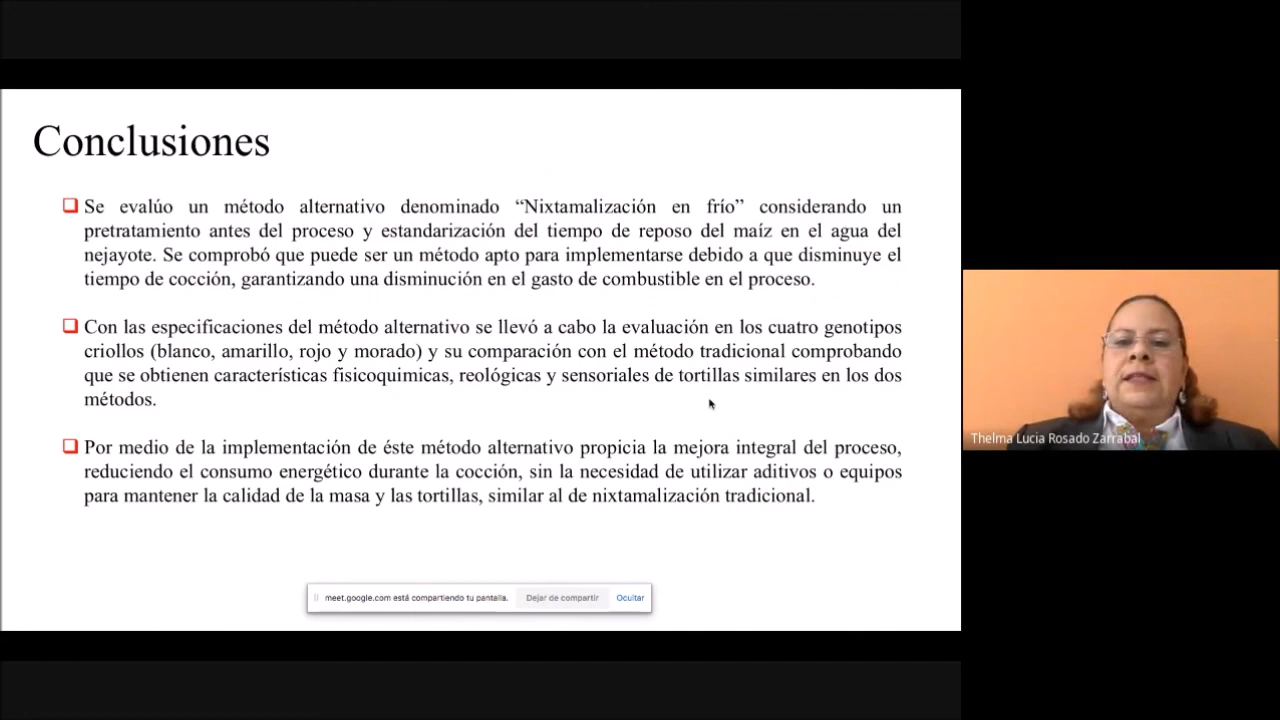 Conclusiones
Se evalúo un método alternativo denominado “Nixtamalización en frío” considerando un
pretratamiento antes del proceso y estandarización del tiempo de reposo del maíz en el agua del
nejayote. Se comprobó que puede ser un método apto para implementarse debido a que disminuye el
tiempo de cocción, garantizando una disminución en el gasto de combustible en el proceso.
Con las especificaciones del método alternativo se llevó a cabo la evaluación en los cuatro genotipos
criollos (blanco, amarillo, rojo y morado) y su comparación con el método tradicional comprobando
que se obtienen características fisicoquimicas, reológicas y sensoriales de tortillas similares en los dos
métodos.
Por medio de la implementación de éste método alternativo propicia la mejora integral del proceso,
reduciendo el consumo energético durante la cocción, sin la necesidad de utilizar aditivos o equipos
para mantener la calidad de la masa y las tortillas, similar al de nixtamalización tradicional.
meet.google.com está compartiendo tu pantalla. Dejar de compartir Ocultar
Thelma Lucia Rosado Zarrabal